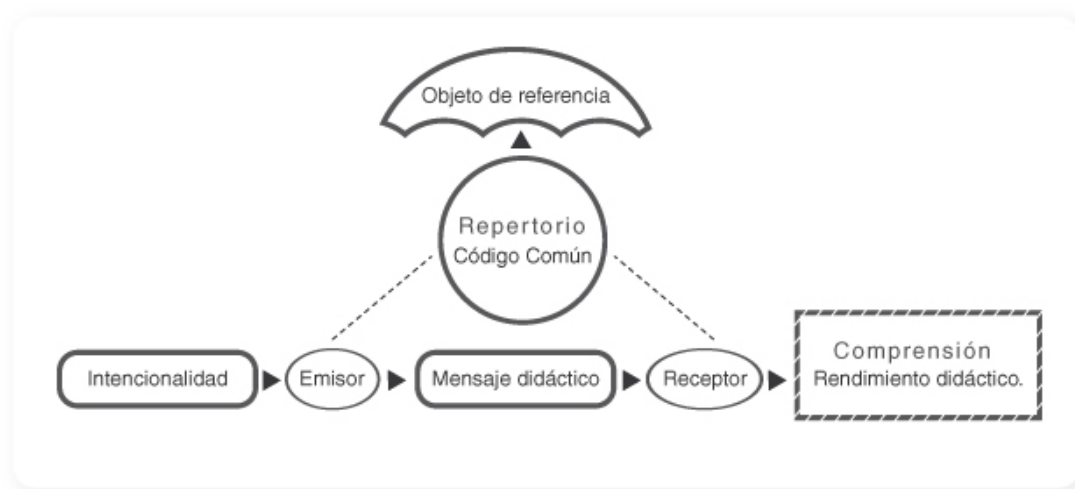 Objeto de referencia
Repertorio
Código Común
Intencionalidad
Emisor
Mensaje didáctico
Receptor
Comprensión
Rendimiento didáctico.